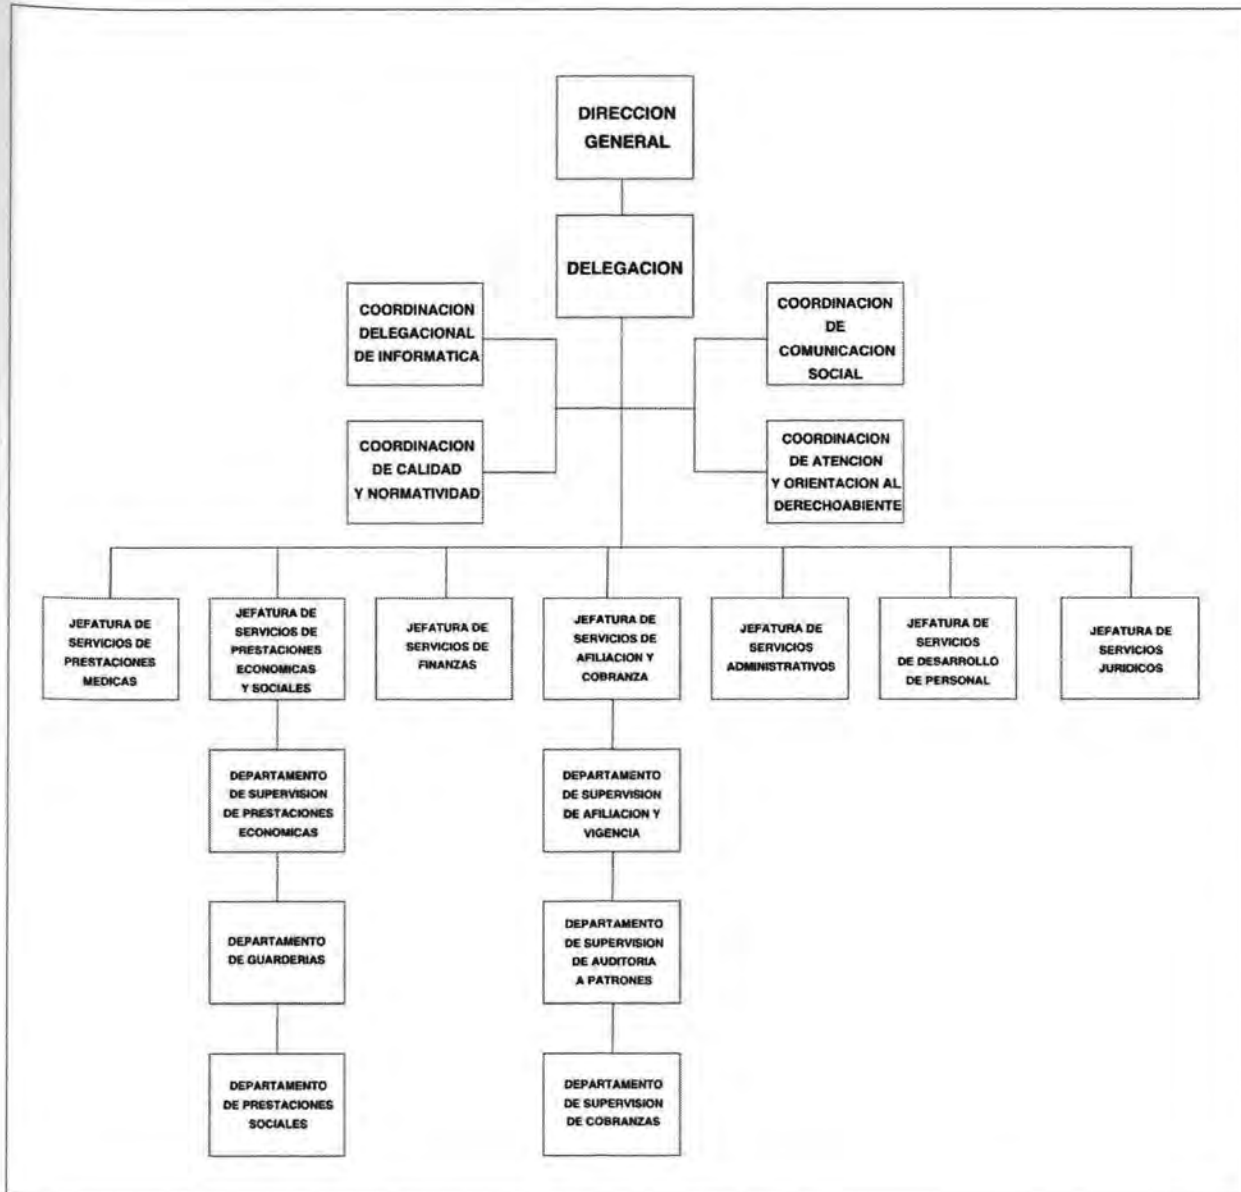 DIRECCION
GENERAL
DELEGACION
COORDINACION
DELEGACIONAL
DE INFORMATICA
COORDINACION
DE
COMUNICACION
SOCIAL
COORDINACION
DE CALIDAD
Y NORMATIVIDAD
COORDINACION
DE ATENCION
Y ORIENTACION AL
DERECHOABIENTE
JEFATURA DE
SERVICIOS DE
PRESTACIONES
MEDICAS
JEFATURA DE
SERVICIOS DE
PRESTACIONES
ECONOMICAS
Y SOCIALES
JEFATURA DE
SERVICIOS DE
FINANZAS
JEFATURA DE
SERVICIOS DE
AFILIACION Y
COBRANZA
JEFATURA DE
SERVICIOS
ADMINISTRATIVOS
JEFATURA DE
SERVICIOS
DE DESARROLLO
DE PERSONAL
JEFATURA DE
SERVICIOS
JURIDICOS
DEPARTAMENTO
DE SUPERVISION
DE PRESTACIONES
ECONOMICAS
DEPARTAMENTO
DE SUPERVISION
DE AFILIACION Y
VIGENCIA
DEPARTAMENTO
DE GUARDERIAS
DEPARTAMENTO
DE SUPERVISION
DE AUDITORIA
A PATRONES
DEPARTAMENTO
DE PRESTACIONES
SOCIALES
DEPARTAMENTO
DE SUPERVISION
DE COBRANZAS